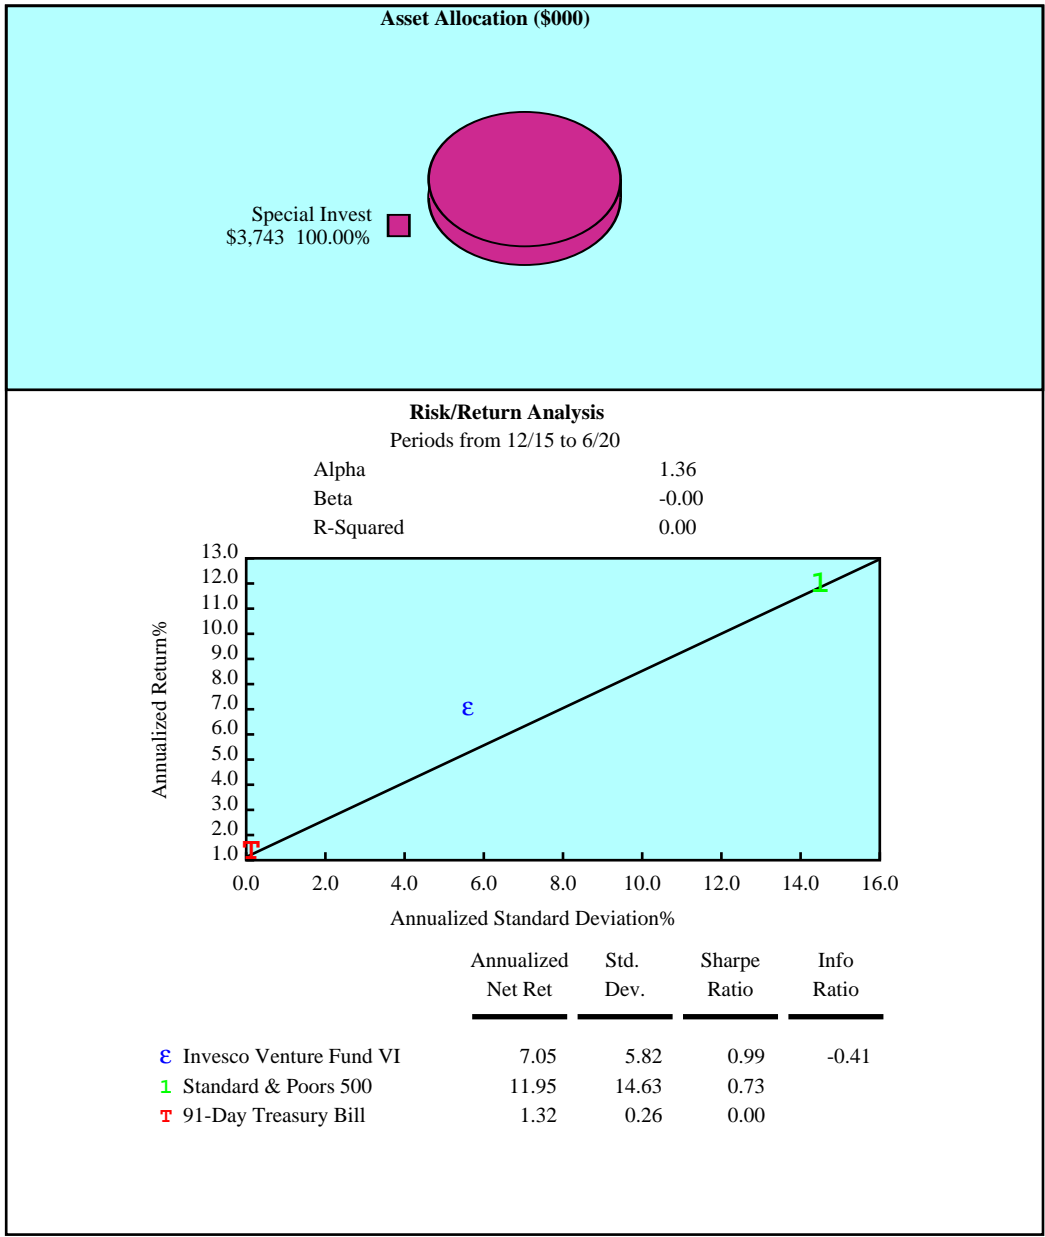 Asset Allocation ($000)
Special Invest
$3,743 100.00%
Risk/Return Analysis
Periods from 12/15 to 6/20
Alpha 1.36
Beta -0.00
R-Squared 0.00
13.0
12.0
11.0
10.0
9.0
8.0
7.0
6.0
5.0
4.0
3.0
2.0
1.0
Annualized Return%
ε
1
T
0.0 2.0 4.0 6.0 8.0 10.0 12.0 14.0 16.0
Annualized Standard Deviation%
Annualized Std. Sharpe Info
Net Ret Dev. Ratio Ratio
ε Invesco Venture Fund VI 7.05 5.82 0.99 -0.41
1 Standard & Poors 500 11.95 14.63 0.73
T 91-Day Treasury Bill 1.32 0.26 0.00